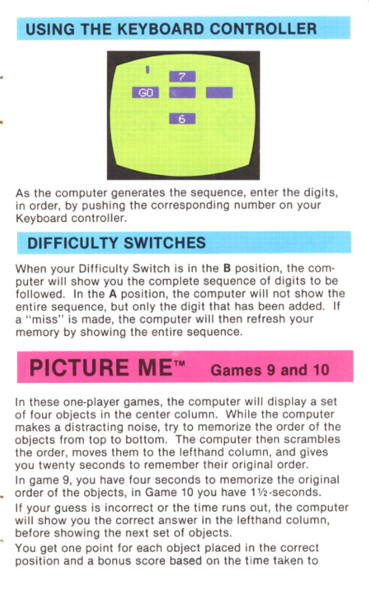 USING THE KEYBOARD CONTROLLER
7
GO
6
As the computer generates the sequence, enter the digits,
in order, by pushing the corresponding number on your
Keyboard controller.
DIFFICULTY SWITCHES
When your Difficulty Switch is in the B position, the com-
puter will show you the complete sequence of digits to be
followed. In the A position, the computer will not show the
entire sequence, but only the digit that has been added. If
a "miss" is made, the computer will then refresh your
memory by showing the entire sequence.
PICTURE ME™ Games 9 and 10
In these one-player games, the computer will display a set
of four objects in the center column. While the computer
makes a distracting noise, try to memorize the order of the
objects from top to bottom. The computer then scrambles
the order, moves them to the lefthand column, and gives
you twenty seconds to remember their original order.
In game 9, you have four seconds to memorize the original
order of the objects, in Game 10 you have 1½-seconds.
If your guess is incorrect or the time runs out, the computer
will show you the correct answer in the lefthand column,
before showing the next set of objects.
You get one point for each object placed in the correct
position and a bonus score based on the time taken to